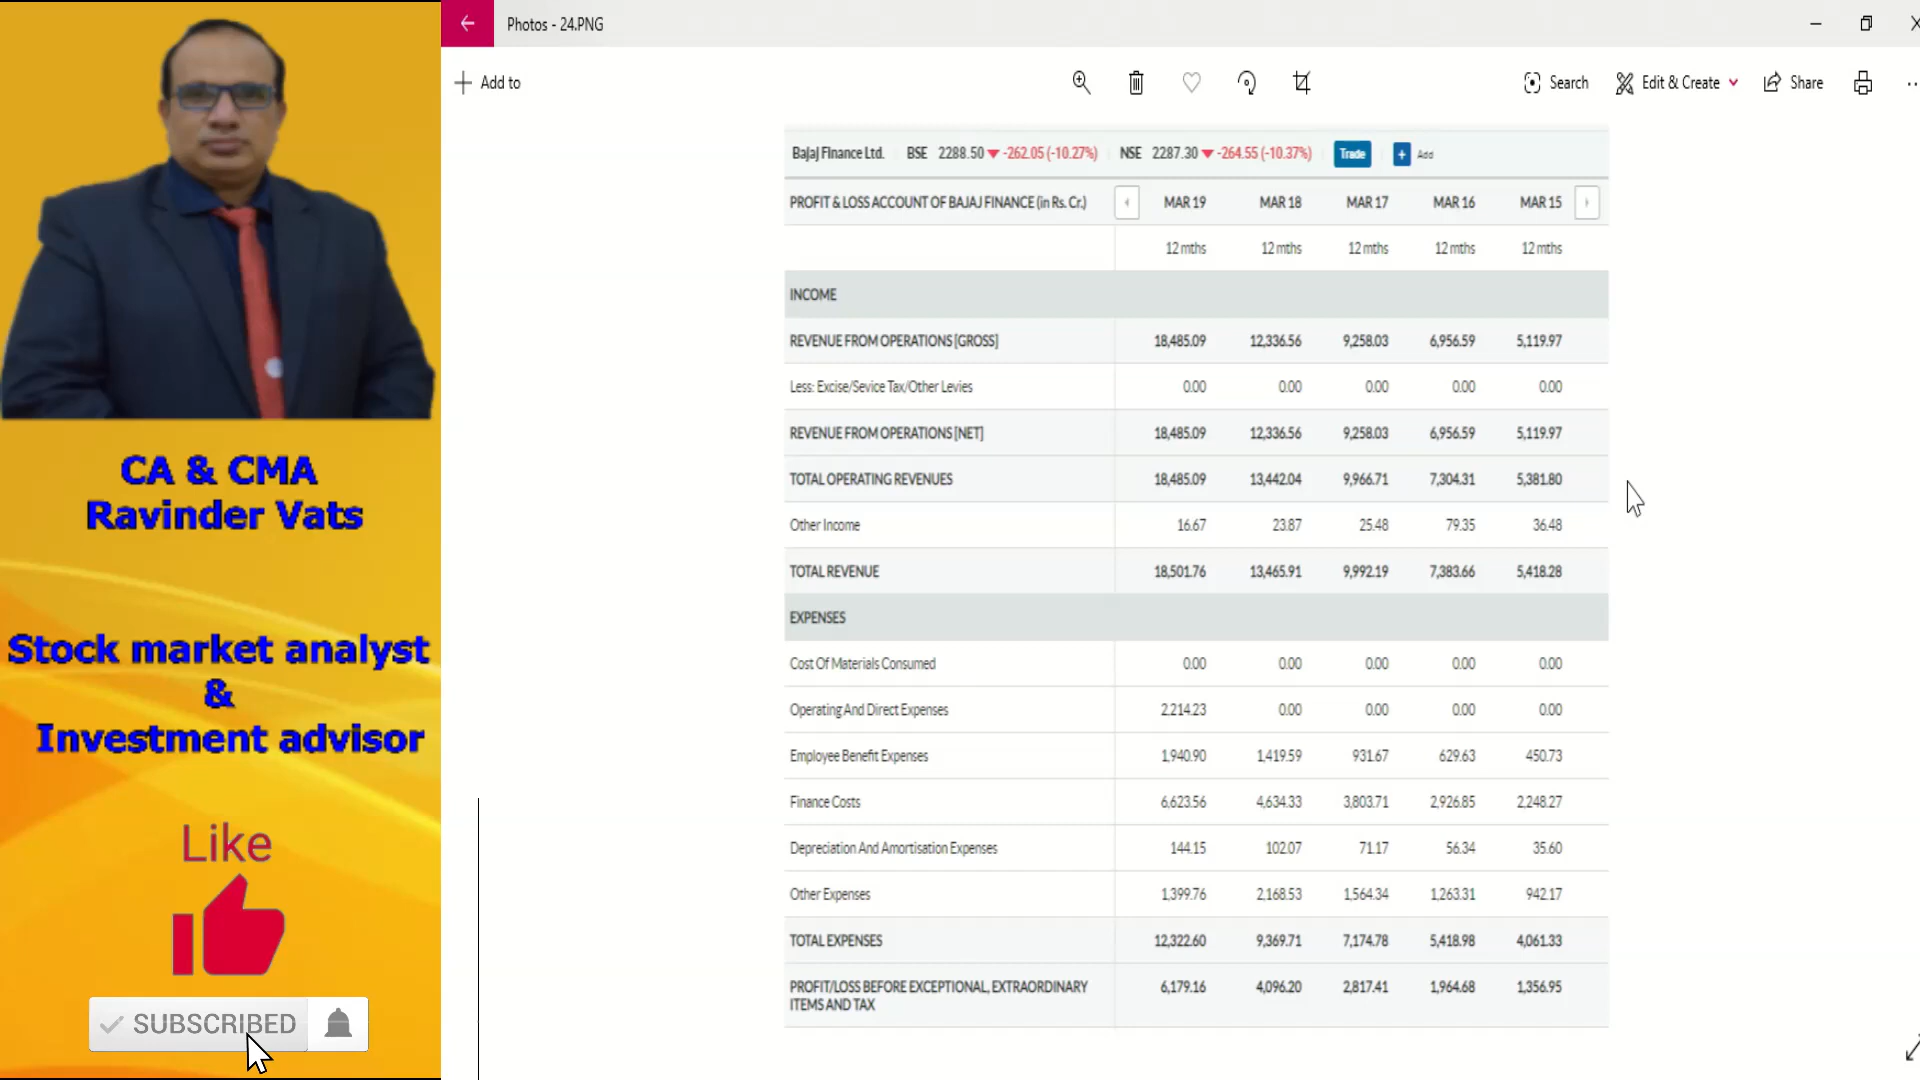 Photos - 24.PNG
Add to
Search Edit & Create Share
CA & CMA
Ravinder Vats
Stock market analyst
&
Investment advisor
Like
SUBSCRIBED
Bajaj Finance Ltd. BSE 2288.50 ▼ -262.05 (-10.27%) NSE 2287.30 ▼ -264.55 (-10.37%) Trade + Add
PROFIT & LOSS ACCOUNT OF BAJAJ FINANCE (in Rs. Cr.) MAR 19 MAR 18 MAR 17 MAR 16 MAR 15
12 mths 12 mths 12 mths 12 mths 12 mths
INCOME
REVENUE FROM OPERATIONS [GROSS] 18,485.09 12,336.56 9,258.03 6,956.59 5,119.97
Less: Excise/Sevice Tax/Other Levies 0.00 0.00 0.00 0.00 0.00
REVENUE FROM OPERATIONS [NET] 18,485.09 12,336.56 9,258.03 6,956.59 5,119.97
TOTAL OPERATING REVENUES 18,485.09 13,442.04 9,966.71 7,304.31 5,381.80
Other Income 16.67 23.87 25.48 79.35 36.48
TOTAL REVENUE 18,501.76 13,465.91 9,992.19 7,383.66 5,418.28
EXPENSES
Cost Of Materials Consumed 0.00 0.00 0.00 0.00 0.00
Operating And Direct Expenses 2,214.23 0.00 0.00 0.00 0.00
Employee Benefit Expenses 1,940.90 1,419.59 931.67 629.63 450.73
Finance Costs 6,623.56 4,634.33 3,803.71 2,926.85 2,248.27
Depreciation And Amortisation Expenses 144.15 102.07 71.17 56.34 35.60
Other Expenses 1,399.76 2,168.53 1,564.34 1,263.31 942.17
TOTAL EXPENSES 12,322.60 9,369.71 7,174.78 5,418.98 4,061.33
PROFIT/LOSS BEFORE EXCEPTIONAL, EXTRAORDINARY 6,179.16 4,096.20 2,817.41 1,964.68 1,356.95
ITEMS AND TAX